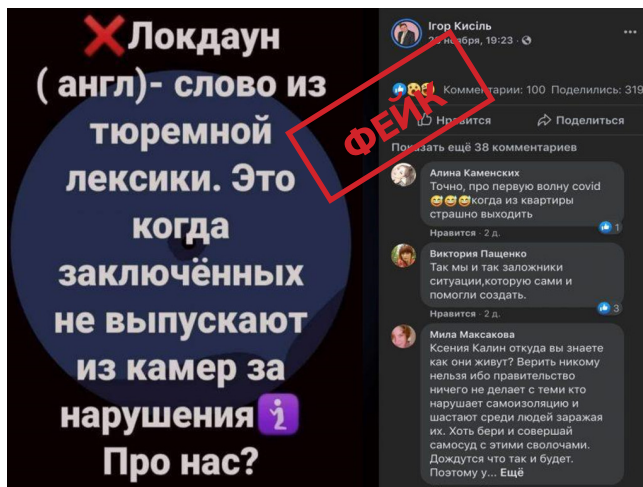 ❌Локдаун
( англ)- слово из
тюремной
лексики. Это
когда
заключённых
не выпускают
из камер за
нарушения
Про нас?
Ігор Кисіль
ноября, 19:23
ФЕЙК
Комментарии: 100 Поделились: 319
Нравится
Поделиться
Показать ещё 38 комментариев
Алина Каменских
Точно, про первую волну covid
😅😅😅когда из квартиры
страшно выходить
Нравится · 2 д.
1
Виктория Пащенко
Так мы и так заложники
ситуации,которую сами и
помогли создать.
Нравится · 2 д.
3
Мила Максакова
Ксения Калин откуда вы знаете
как они живут? Верить никому
нельзя ибо правительство
ничего не делает с теми кто
нарушает самоизоляцию и
шастают среди людей заражая
их. Хоть бери и совершай
самосуд с этими сволочами.
Дождутся что так и будет.
Поэтому у... Ещё